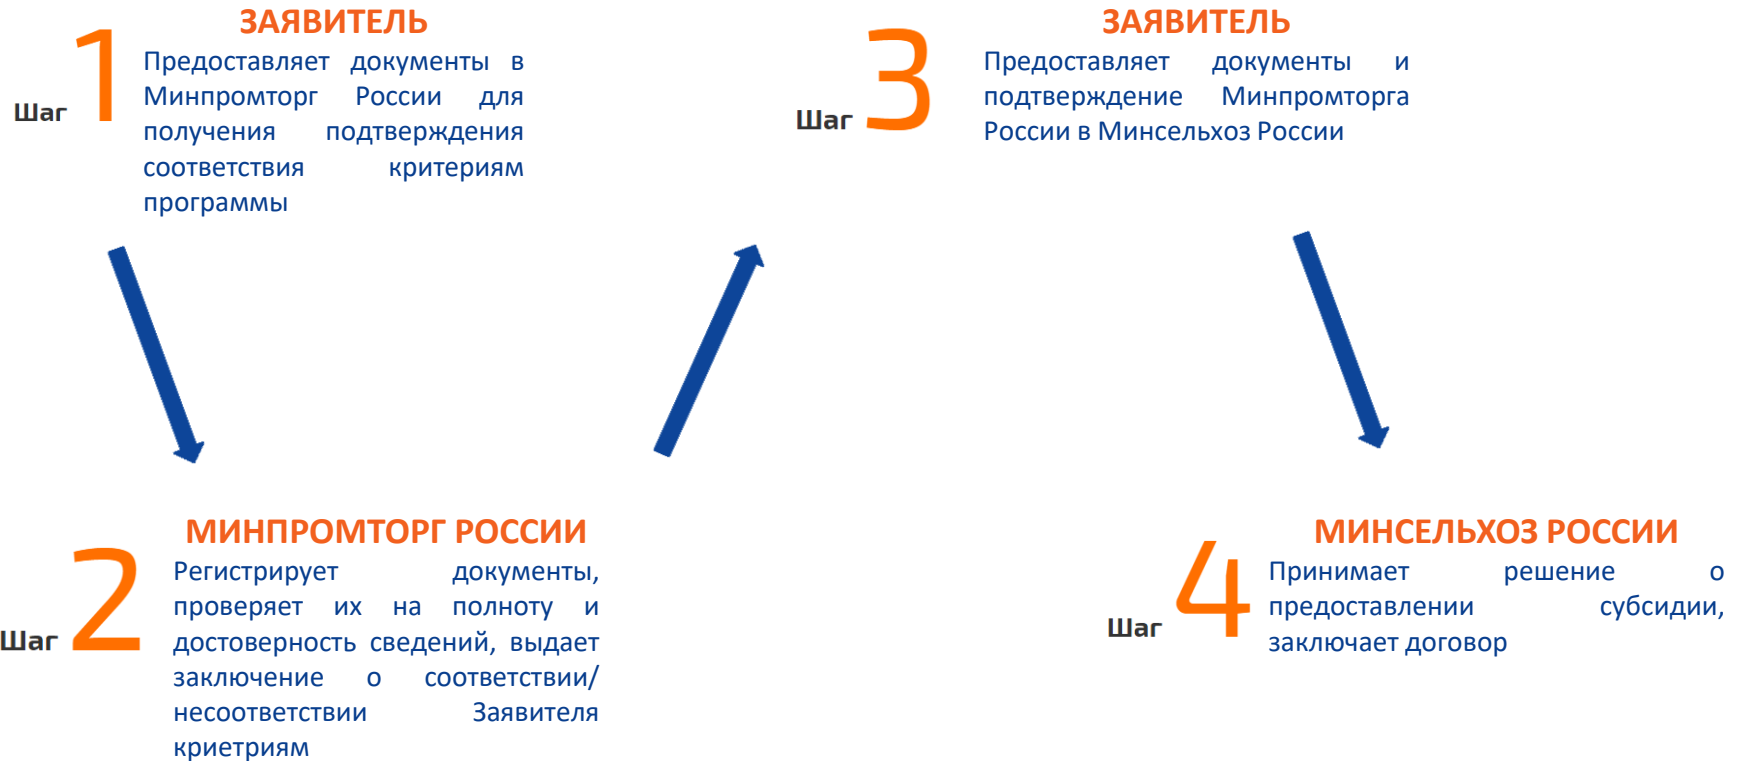 Шаг 1
ЗАЯВИТЕЛЬ
Предоставляет документы в
Минпромторг России для
получения подтверждения
соответствия критериям
программы
Шаг 2
МИНПРОМТОРГ РОССИИ
Регистрирует документы,
проверяет их на полноту и
достоверность сведений, выдает
заключение о соответствии/
несоответствии Заявителя
криетриям
Шаг 3
ЗАЯВИТЕЛЬ
Предоставляет документы и
подтверждение Минпромторга
России в Минсельхоз России
Шаг 4
МИНСЕЛЬХОЗ РОССИИ
Принимает решение о
предоставлении субсидии,
заключает договор